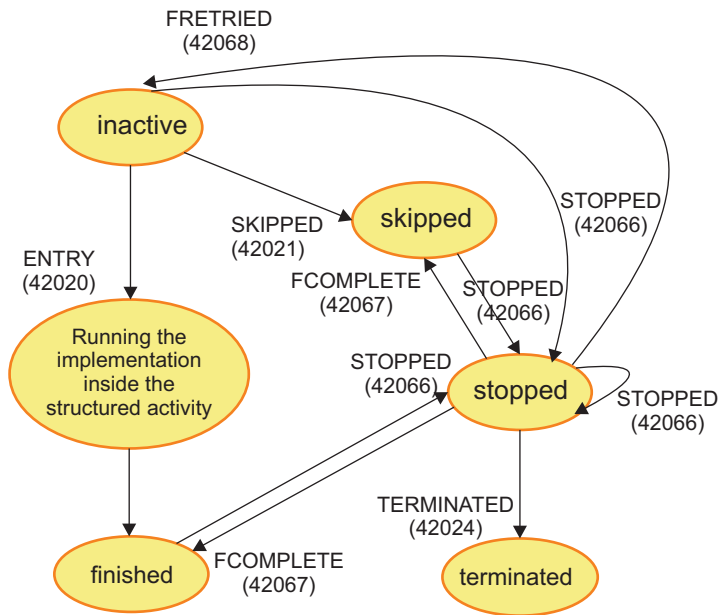 FRETRIED
(42068)
inactive
STOPPED
(42066)
SKIPPED
(42021)
skipped
ENTRY
(42020)
FCOMPLETE
(42067)
STOPPED
(42066)
Running the
implementation
inside the
structured activity
STOPPED
(42066)
stopped
STOPPED
(42066)
TERMINATED
(42024)
FCOMPLETE
(42067)
finished
terminated